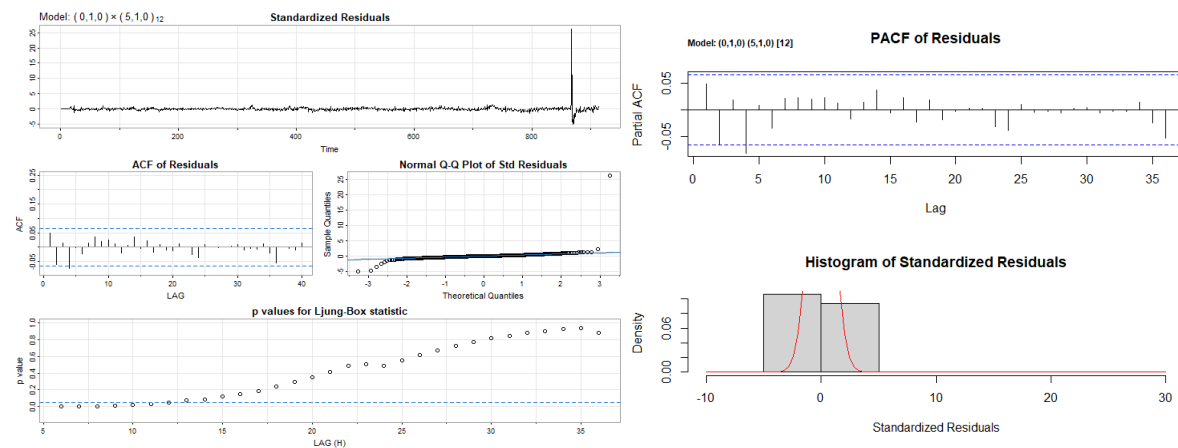 Model: (0,1,0) × (5,1,0) 12
Standardized Residuals
25
20
15
10
5
0
-5
0 200 400 600 800
Time
ACF of Residuals
ACF
0.25
0.15
0.05
-0.05
0 10 20 30 40
LAG
Normal Q-Q Plot of Std Residuals
Sample Quantiles
25
20
15
10
5
0
-5
-3 -2 -1 0 1 2 3
Theoretical Quantiles
p values for Ljung-Box statistic
p value
1.0
0.8
0.6
0.4
0.2
0.0
5 10 15 20 25 30 35
LAG (H)
Model: (0,1,0) (5,1,0) [12]
PACF of Residuals
Partial ACF
0.05
-0.05
0 5 10 15 20 25 30 35
Lag
Histogram of Standardized Residuals
Density
0.06
0.00
-10 0 10 20 30
Standardized Residuals